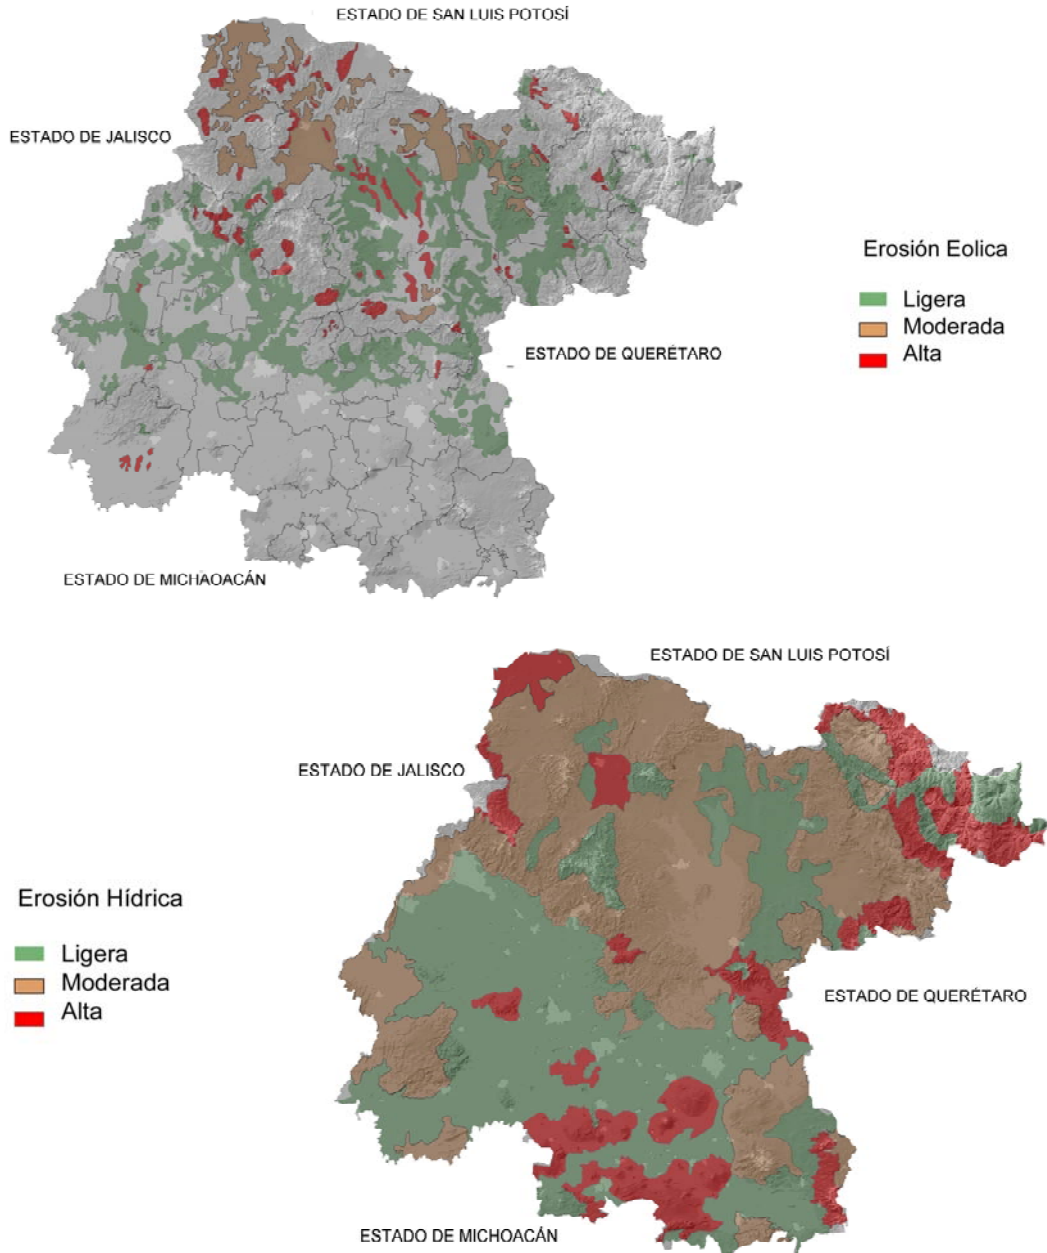 ESTADO DE SAN LUIS POTOSÍ
ESTADO DE JALISCO
Erosión Eolica
Ligera
Moderada
Alta
ESTADO DE QUERÉTARO
ESTADO DE MICHAOACÁN
ESTADO DE SAN LUIS POTOSÍ
ESTADO DE JALISCO
Erosión Hídrica
Ligera
Moderada
Alta
ESTADO DE QUERÉTARO
ESTADO DE MICHOACÁN